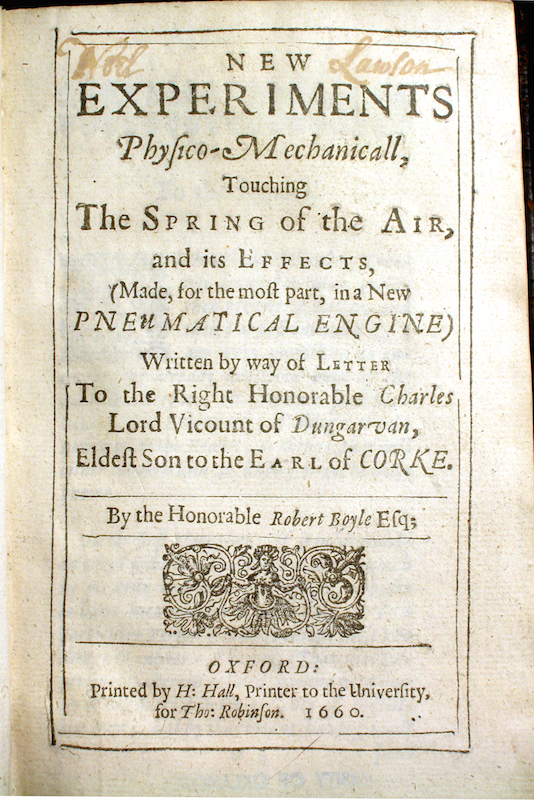 Noel Lawson
NEW
EXPERIMENTS
Phyſico-Mechanicall,
Touching
The SPRING of the AIR,
and its EFFECTS,
(Made, for the moſt part, in a New
PNEUMATICAL ENGINE)
Written by way of LETTER
To the Right Honorable Charles
Lord Vicount of Dungarvan,
Eldeſt Son to the EARL of CORKE.
By the Honorable Robert Boyle Eſq;
OXFORD:
Printed by H: Hall, Printer to the Univerſity,
for Tho: Robinſon. 1660.